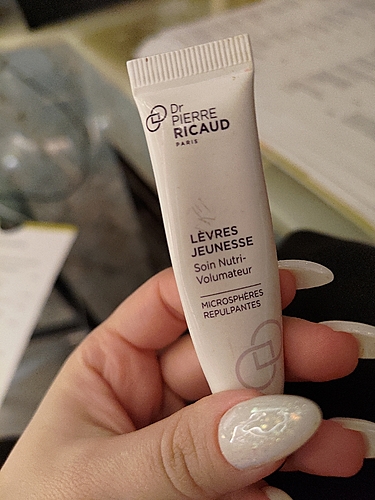 Dr
PIERRE
RICAUD
PARIS
LÈVRES
JEUNESSE
Soin Nutri-
Volumateur
MICROSPHÈRES
REPULPANTES